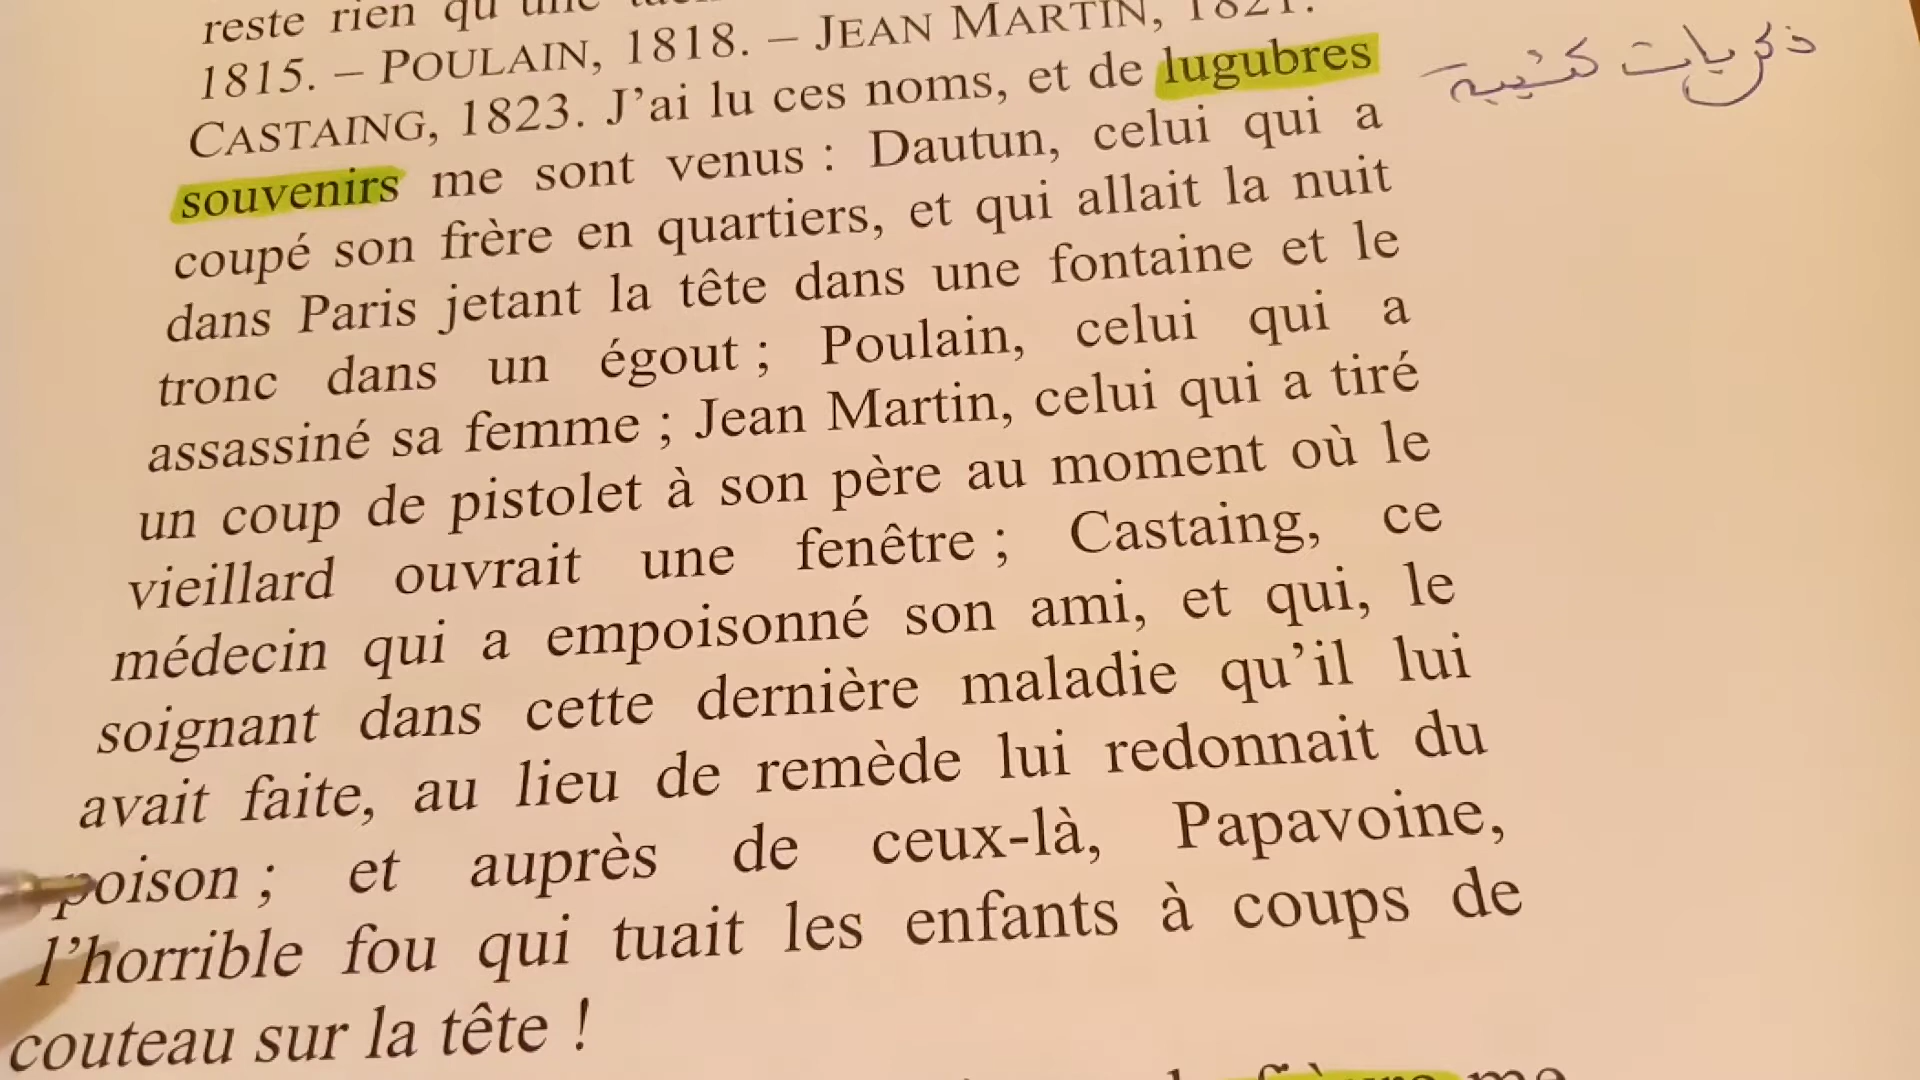 reste rien qu'une
1815. – POULAIN, 1818. – JEAN MARTIN, 1821.
CASTAING, 1823. J'ai lu ces noms, et de lugubres
ذكريات كئيبة
souvenirs me sont venus : Dautun, celui qui a
coupé son frère en quartiers, et qui allait la nuit
dans Paris jetant la tête dans une fontaine et le
tronc dans un égout ; Poulain, celui qui a
assassiné sa femme ; Jean Martin, celui qui a tiré
un coup de pistolet à son père au moment où le
vieillard ouvrait une fenêtre ; Castaing, ce
médecin qui a empoisonné son ami, et qui, le
soignant dans cette dernière maladie qu'il lui
avait faite, au lieu de remède lui redonnait du
poison ; et auprès de ceux-là, Papavoine,
l'horrible fou qui tuait les enfants à coups de
couteau sur la tête !
me